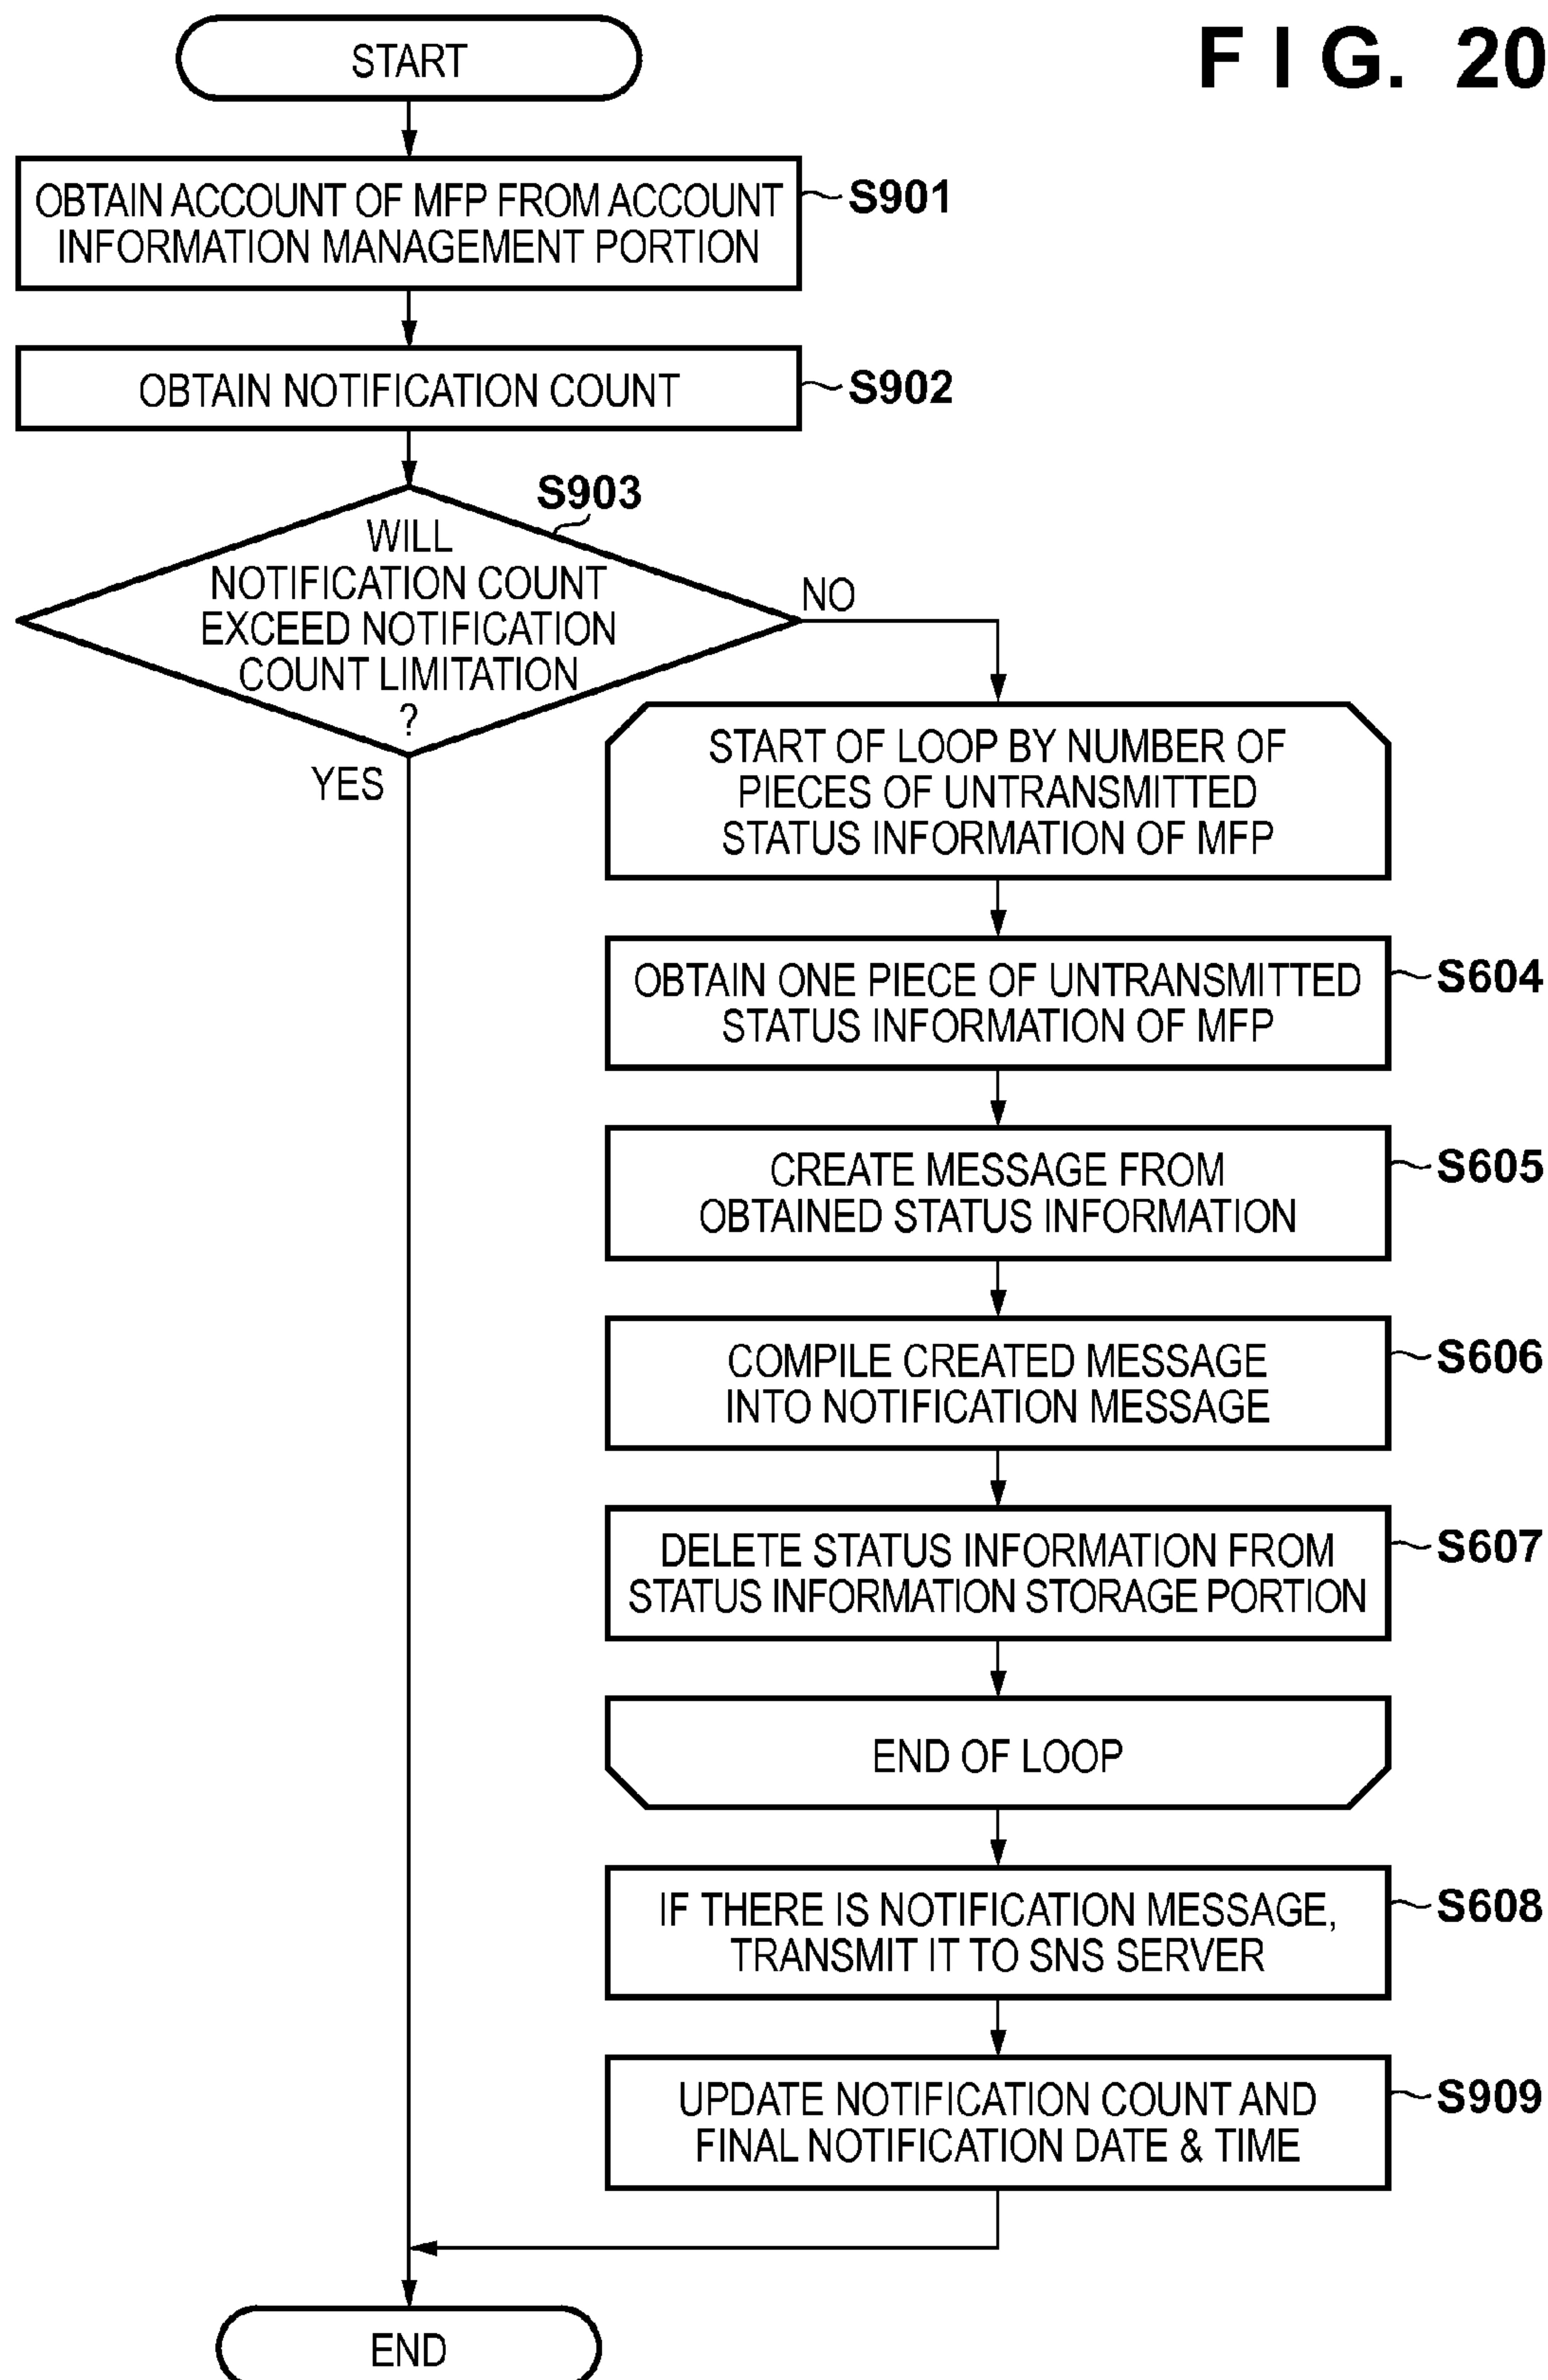 FIG. 20
START
OBTAIN ACCOUNT OF MFP FROM ACCOUNT
INFORMATION MANAGEMENT PORTION
S901
OBTAIN NOTIFICATION COUNT
S902
S903
WILL
NOTIFICATION COUNT
EXCEED NOTIFICATION
COUNT LIMITATION
?
NO
YES
START OF LOOP BY NUMBER OF
PIECES OF UNTRANSMITTED
STATUS INFORMATION OF MFP
OBTAIN ONE PIECE OF UNTRANSMITTED
STATUS INFORMATION OF MFP
S604
CREATE MESSAGE FROM
OBTAINED STATUS INFORMATION
S605
COMPILE CREATED MESSAGE
INTO NOTIFICATION MESSAGE
S606
DELETE STATUS INFORMATION FROM
STATUS INFORMATION STORAGE PORTION
S607
END OF LOOP
IF THERE IS NOTIFICATION MESSAGE,
TRANSMIT IT TO SNS SERVER
S608
UPDATE NOTIFICATION COUNT AND
FINAL NOTIFICATION DATE & TIME
S909
END